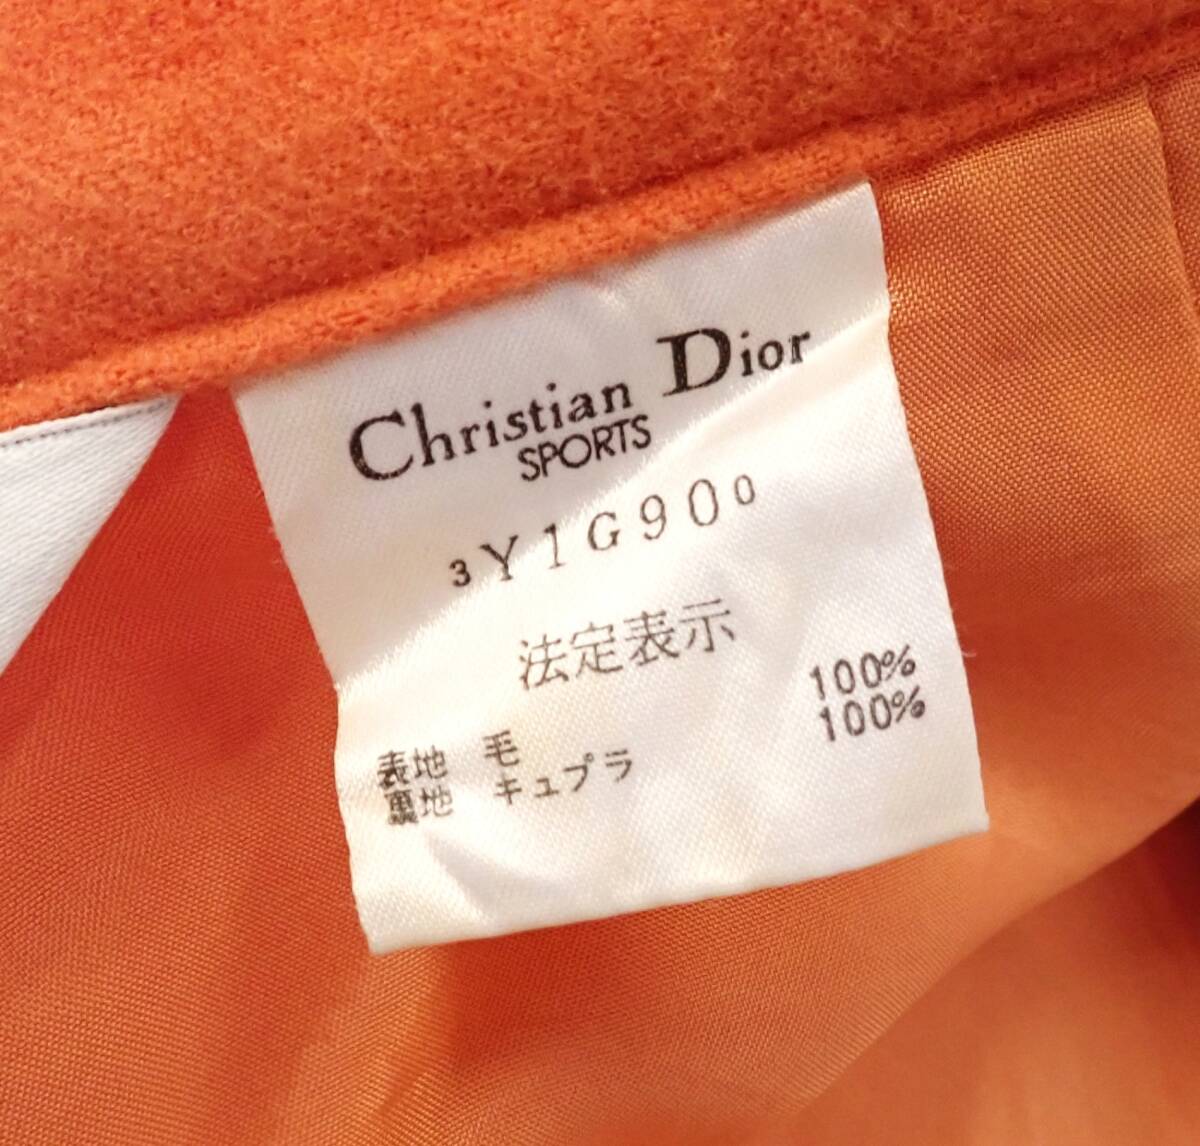 Christian Dior
SPORTS
3Y1G900
法定表示
表地 毛 100%
裏地 キュプラ 100%